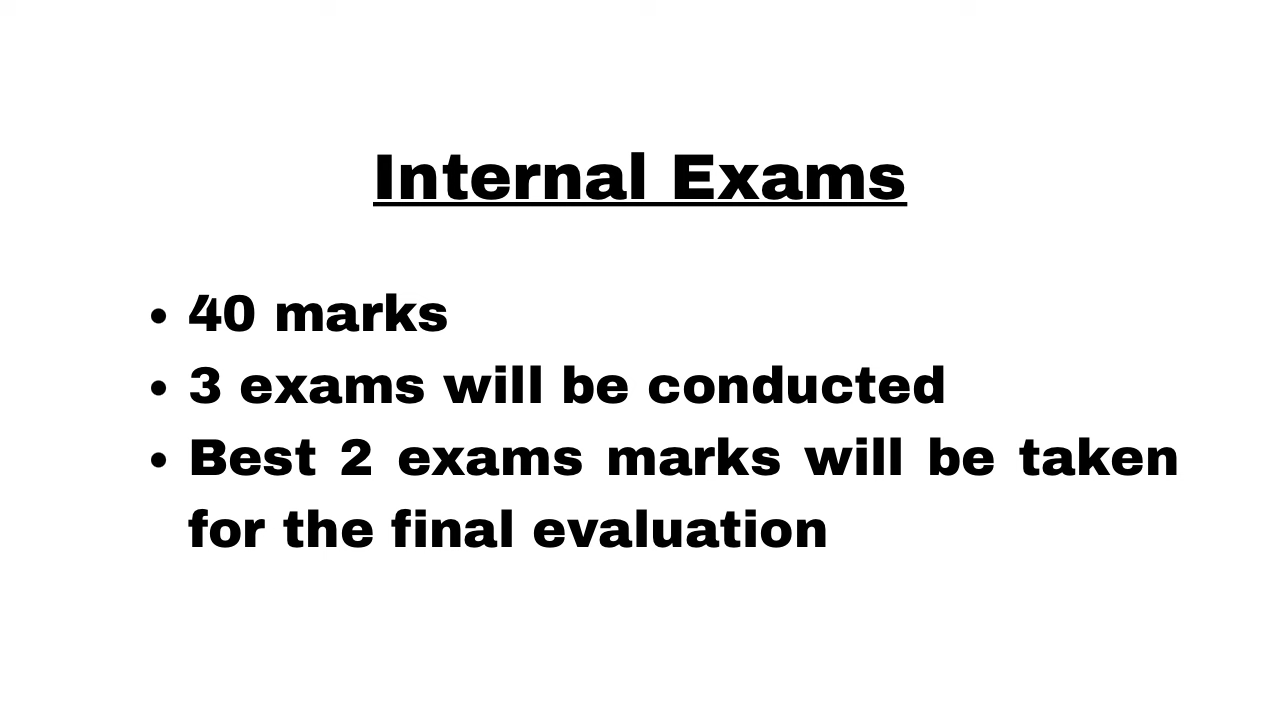 Internal Exams
• 40 marks
• 3 exams will be conducted
• Best 2 exams marks will be taken
for the final evaluation